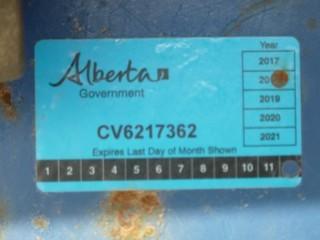 Year
Alberta
2017
Government
2019
2020
CV6217362
2021
Expires Last Day of Month Shown
1 2 3 4 5 6 7 8 9 10 11